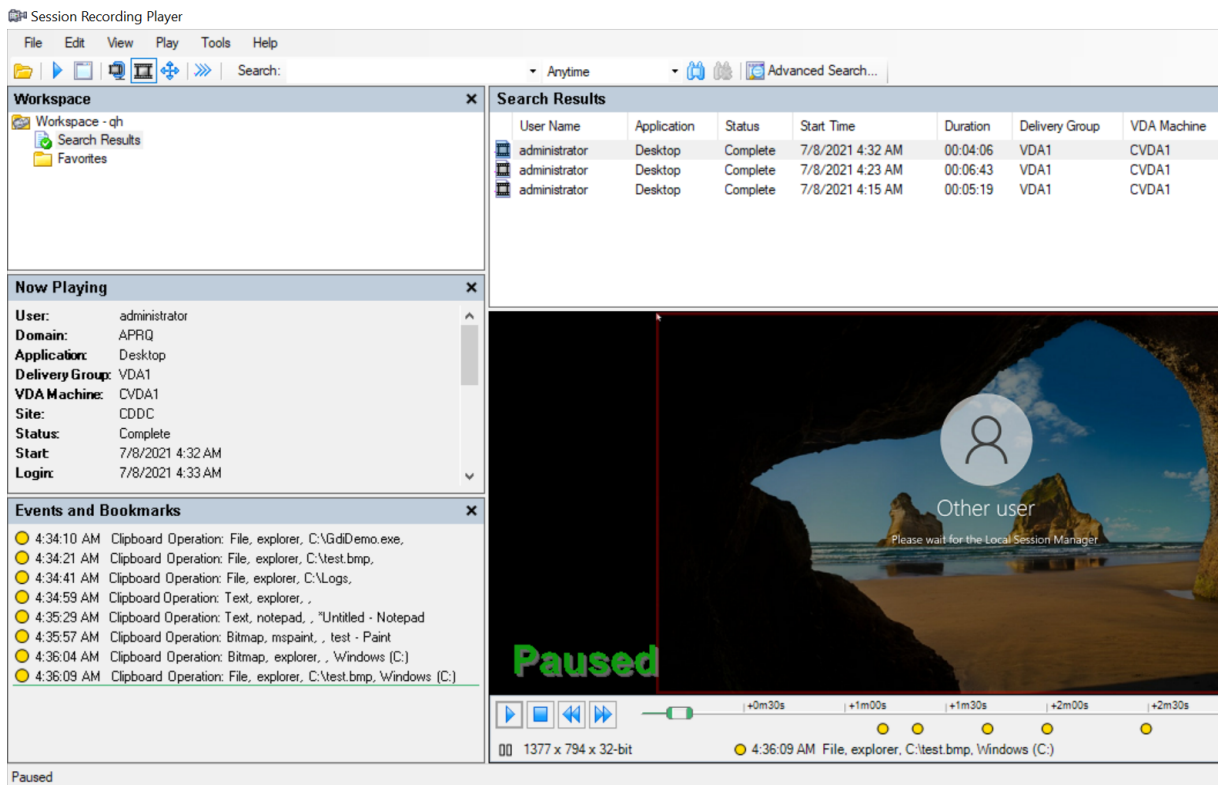 Session Recording Player
File Edit View Play Tools Help
Search: Anytime Advanced Search...
Workspace
Workspace - qh
Search Results
Favorites
Search Results
User Name Application Status Start Time Duration Delivery Group VDA Machine
administrator Desktop Complete 7/8/2021 4:32 AM 00:04:06 VDA1 CVDA1
administrator Desktop Complete 7/8/2021 4:23 AM 00:06:43 VDA1 CVDA1
administrator Desktop Complete 7/8/2021 4:15 AM 00:05:19 VDA1 CVDA1
Now Playing
User: administrator
Domain: APRQ
Application: Desktop
Delivery Group: VDA1
VDA Machine: CVDA1
Site: CDDC
Status: Complete
Start: 7/8/2021 4:32 AM
Login: 7/8/2021 4:33 AM
Events and Bookmarks
4:34:10 AM Clipboard Operation: File, explorer, C:\GdiDemo.exe,
4:34:21 AM Clipboard Operation: File, explorer, C:\test.bmp,
4:34:41 AM Clipboard Operation: File, explorer, C:\Logs,
4:34:59 AM Clipboard Operation: Text, explorer, ,
4:35:29 AM Clipboard Operation: Text, notepad, , *Untitled - Notepad
4:35:57 AM Clipboard Operation: Bitmap, mspaint, , test - Paint
4:36:04 AM Clipboard Operation: Bitmap, explorer, , Windows (C:)
4:36:09 AM Clipboard Operation: File, explorer, C:\test.bmp, Windows (C:)
Other user
Please wait for the Local Session Manager
Paused
+0m30s +1m00s +1m30s +2m00s +2m30s
1377 x 794 x 32-bit
4:36:09 AM File, explorer, C:\test.bmp, Windows (C:)
Paused